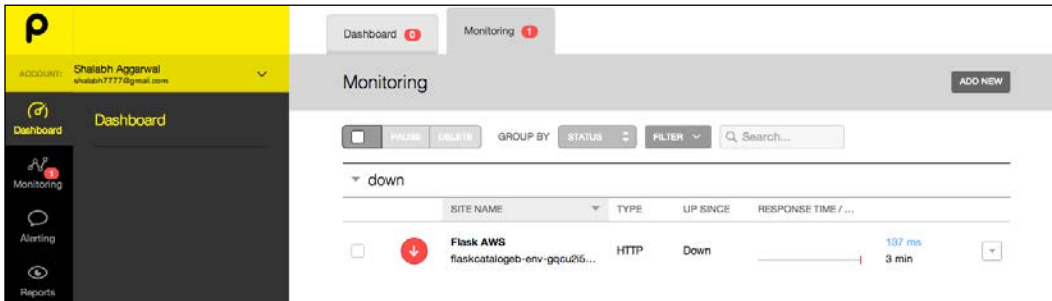 p
Dashboard 0
Monitoring 1
ACCOUNT:
Shalabh Aggarwal
shalabh7777@gmail.com
Monitoring
ADD NEW
Dashboard
Dashboard
Monitoring
1
Alerting
Reports
PAUSE
DELETE
GROUP BY
STATUS
FILTER
Search...
down
SITE NAME
TYPE
UP SINCE
RESPONSE TIME / ...
Flask AWS
HTTP
Down
137 ms
3 min